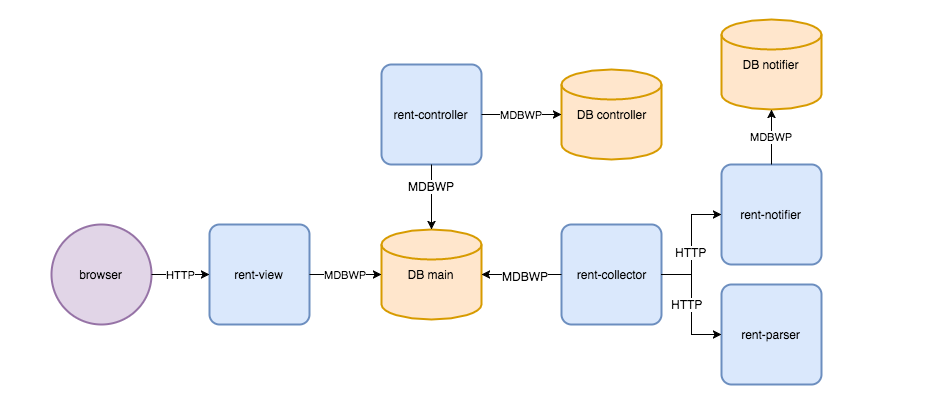 DB notifier
rent-controller
MDBWP
DB controller
MDBWP
MDBWP
rent-notifier
HTTP
browser
HTTP
rent-view
MDBWP
DB main
MDBWP
rent-collector
HTTP
rent-parser